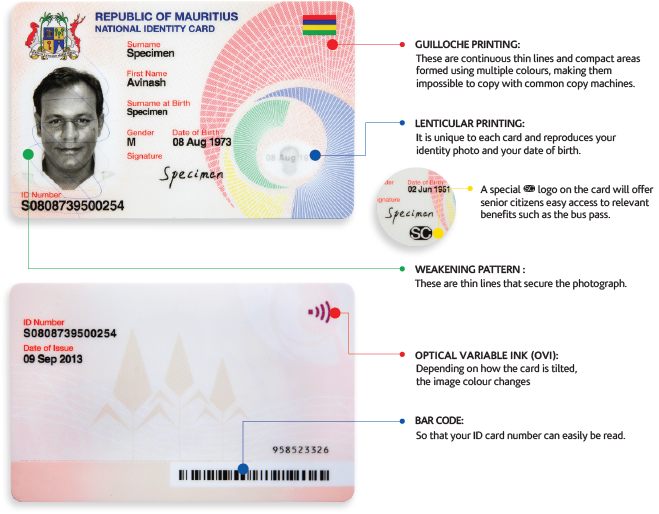 REPUBLIC OF MAURITIUS
NATIONAL IDENTITY CARD
Surname
Specimen
First Name
Avinash
Surname at Birth
Specimen
Gender
Date of Birth
M
08 Aug 1973
Signature
Specimen
ID Number
S0808739500254
08 Aug 19
GUILLOCHE PRINTING:
These are continuous thin lines and compact areas
formed using multiple colours, making them
impossible to copy with common copy machines.
LENTICULAR PRINTING:
It is unique to each card and reproduces your
identity photo and your date of birth.
der
Date of Birth
02 Jun 1951
ignature
Specimen
SC
A special SC logo on the card will offer
senior citizens easy access to relevant
benefits such as the bus pass.
WEAKENING PATTERN :
These are thin lines that secure the photograph.
ID Number
S0808739500254
Date of Issue
09 Sep 2013
958523326
OPTICAL VARIABLE INK (OVI):
Depending on how the card is tilted,
the image colour changes
BAR CODE:
So that your ID card number can easily be read.